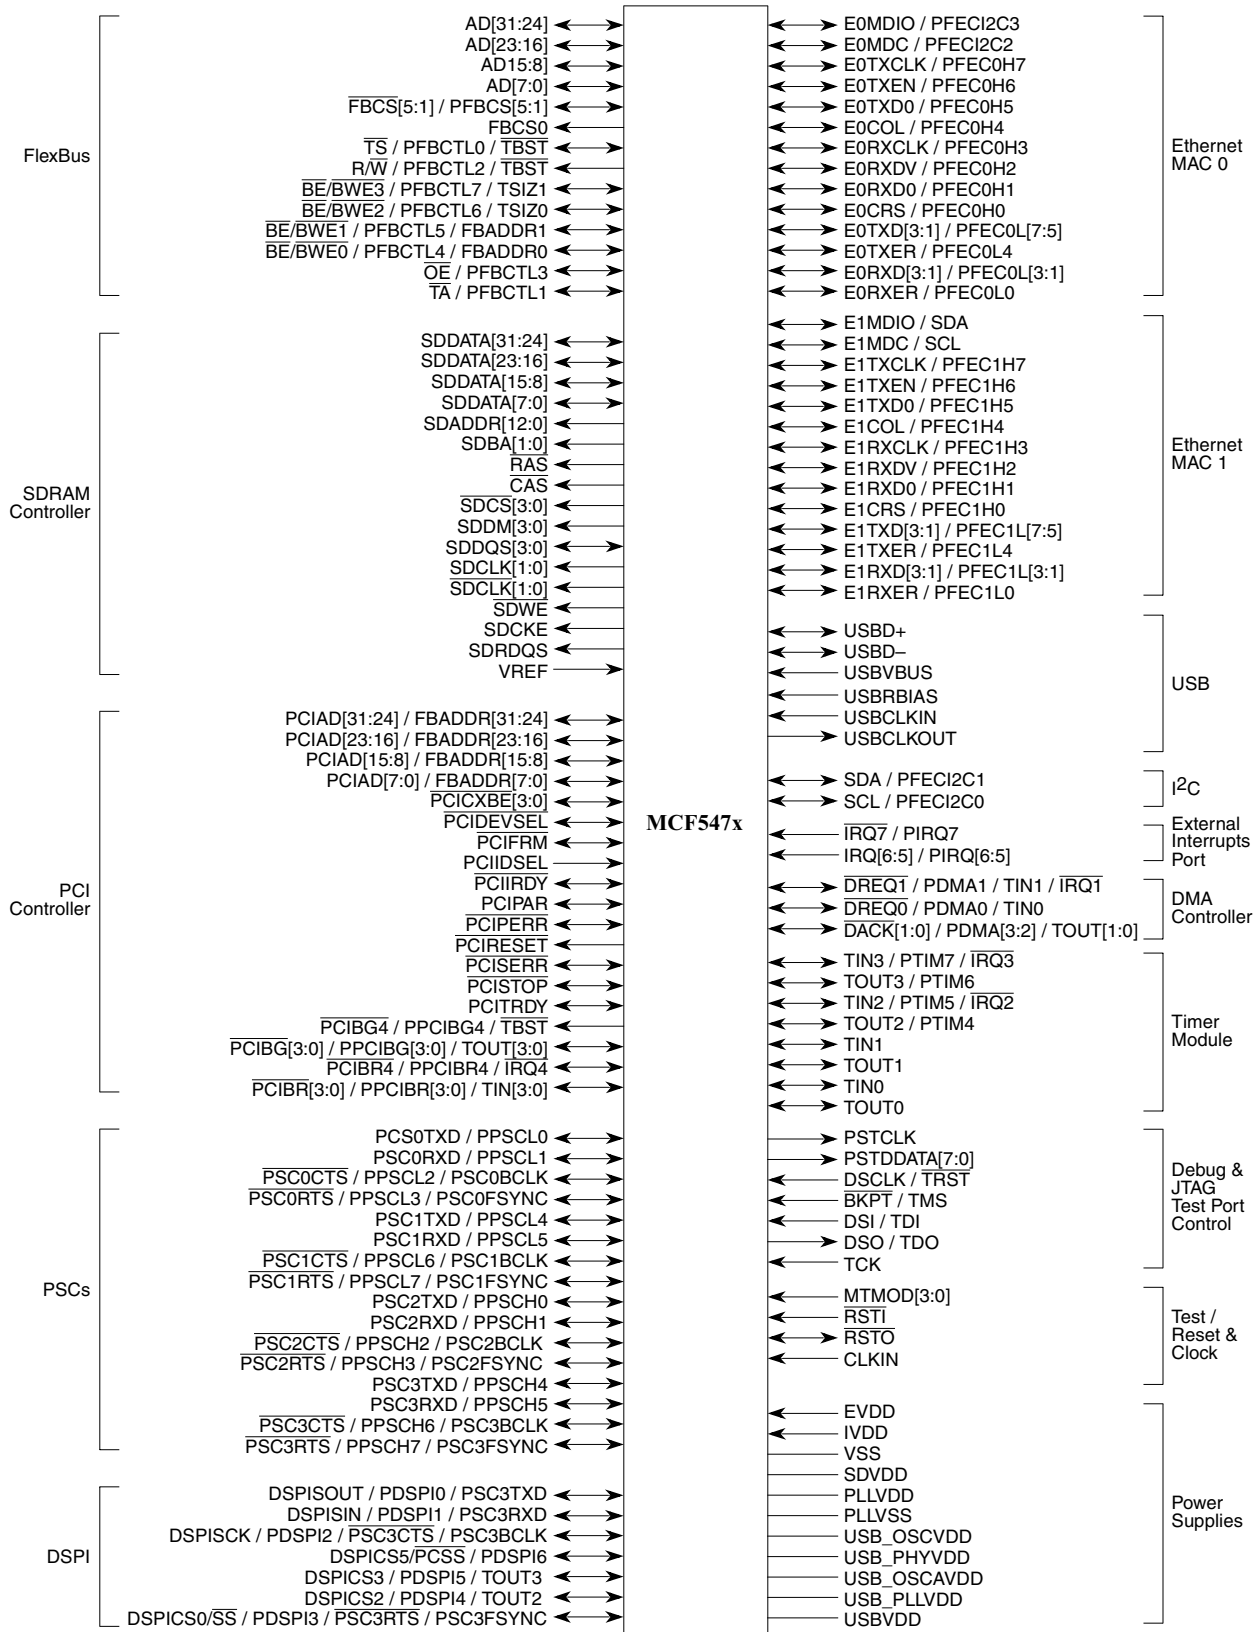 FlexBus
AD[31:24]
AD[23:16]
AD15:8]
AD[7:0]
FBCS[5:1] / PFBCS[5:1]
FBCS0
TS / PFBCTL0 / TBST
R/W / PFBCTL2 / TBST
BE/BWE3 / PFBCTL7 / TSIZ1
BE/BWE2 / PFBCTL6 / TSIZ0
BE/BWE1 / PFBCTL5 / FBADDR1
BE/BWE0 / PFBCTL4 / FBADDR0
OE / PFBCTL3
TA / PFBCTL1
SDRAM
Controller
SDDATA[31:24]
SDDATA[23:16]
SDDATA[15:8]
SDDATA[7:0]
SDADDR[12:0]
SDBA[1:0]
RAS
CAS
SDCS[3:0]
SDDM[3:0]
SDDQS[3:0]
SDCLK[1:0]
SDCLK[1:0]
SDWE
SDCKE
SDRDQS
VREF
PCI
Controller
PCIAD[31:24] / FBADDR[31:24]
PCIAD[23:16] / FBADDR[23:16]
PCIAD[15:8] / FBADDR[15:8]
PCIAD[7:0] / FBADDR[7:0]
PCICXBE[3:0]
PCIDEVSEL
PCIFRM
PCIIDSEL
PCIIRDY
PCIPAR
PCIPERR
PCIRESET
PCISERR
PCISTOP
PCITRDY
PCIBG4 / PPCIBG4 / TBST
PCIBG[3:0] / PPCIBG[3:0] / TOUT[3:0]
PCIBR4 / PPCIBR4 / IRQ4
PCIBR[3:0] / PPCIBR[3:0] / TIN[3:0]
PSCs
PCS0TXD / PPSCL0
PSC0RXD / PPSCL1
PSC0CTS / PPSCL2 / PSC0BCLK
PSC0RTS / PPSCL3 / PSC0FSYNC
PSC1TXD / PPSCL4
PSC1RXD / PPSCL5
PSC1CTS / PPSCL6 / PSC1BCLK
PSC1RTS / PPSCL7 / PSC1FSYNC
PSC2TXD / PPSCH0
PSC2RXD / PPSCH1
PSC2CTS / PPSCH2 / PSC2BCLK
PSC2RTS / PPSCH3 / PSC2FSYNC
PSC3TXD / PPSCH4
PSC3RXD / PPSCH5
PSC3CTS / PPSCH6 / PSC3BCLK
PSC3RTS / PPSCH7 / PSC3FSYNC
DSPI
DSPISOUT / PDSPI0 / PSC3TXD
DSPISIN / PDSPI1 / PSC3RXD
DSPISCK / PDSPI2 / PSC3CTS / PSC3BCLK
DSPICS5/PCSS / PDSPI6
DSPICS3 / PDSPI5 / TOUT3
DSPICS2 / PDSPI4 / TOUT2
DSPICS0/SS / PDSPI3 / PSC3RTS / PSC3FSYNC
MCF547x
E0MDIO / PFECI2C3
E0MDC / PFECI2C2
E0TXCLK / PFEC0H7
E0TXEN / PFEC0H6
E0TXD0 / PFEC0H5
E0COL / PFEC0H4
E0RXCLK / PFEC0H3
E0RXDV / PFEC0H2
E0RXD0 / PFEC0H1
E0CRS / PFEC0H0
E0TXD[3:1] / PFEC0L[7:5]
E0TXER / PFEC0L4
E0RXD[3:1] / PFEC0L[3:1]
E0RXER / PFEC0L0
Ethernet
MAC 0
E1MDIO / SDA
E1MDC / SCL
E1TXCLK / PFEC1H7
E1TXEN / PFEC1H6
E1TXD0 / PFEC1H5
E1COL / PFEC1H4
E1RXCLK / PFEC1H3
E1RXDV / PFEC1H2
E1RXD0 / PFEC1H1
E1CRS / PFEC1H0
E1TXD[3:1] / PFEC1L[7:5]
E1TXER / PFEC1L4
E1RXD[3:1] / PFEC1L[3:1]
E1RXER / PFEC1L0
Ethernet
MAC 1
USBD+
USBD–
USBVBUS
USBRBIAS
USBCLKIN
USBCLKOUT
USB
SDA / PFECI2C1
SCL / PFECI2C0
I2C
IRQ7 / PIRQ7
IRQ[6:5] / PIRQ[6:5]
External
Interrupts
Port
DREQ1 / PDMA1 / TIN1 / IRQ1
DREQ0 / PDMA0 / TIN0
DACK[1:0] / PDMA[3:2] / TOUT[1:0]
DMA
Controller
TIN3 / PTIM7 / IRQ3
TOUT3 / PTIM6
TIN2 / PTIM5 / IRQ2
TOUT2 / PTIM4
TIN1
TOUT1
TIN0
TOUT0
Timer
Module
PSTCLK
PSTDDATA[7:0]
DSCLK / TRST
BKPT / TMS
DSI / TDI
DSO / TDO
TCK
Debug &
JTAG
Test Port
Control
MTMOD[3:0]
RSTI
RSTO
CLKIN
Test /
Reset &
Clock
EVDD
IVDD
VSS
SDVDD
PLLVDD
PLLVSS
USB_OSCVDD
USB_PHYVDD
USB_OSCAVDD
USB_PLLVDD
USBVDD
Power
Supplies